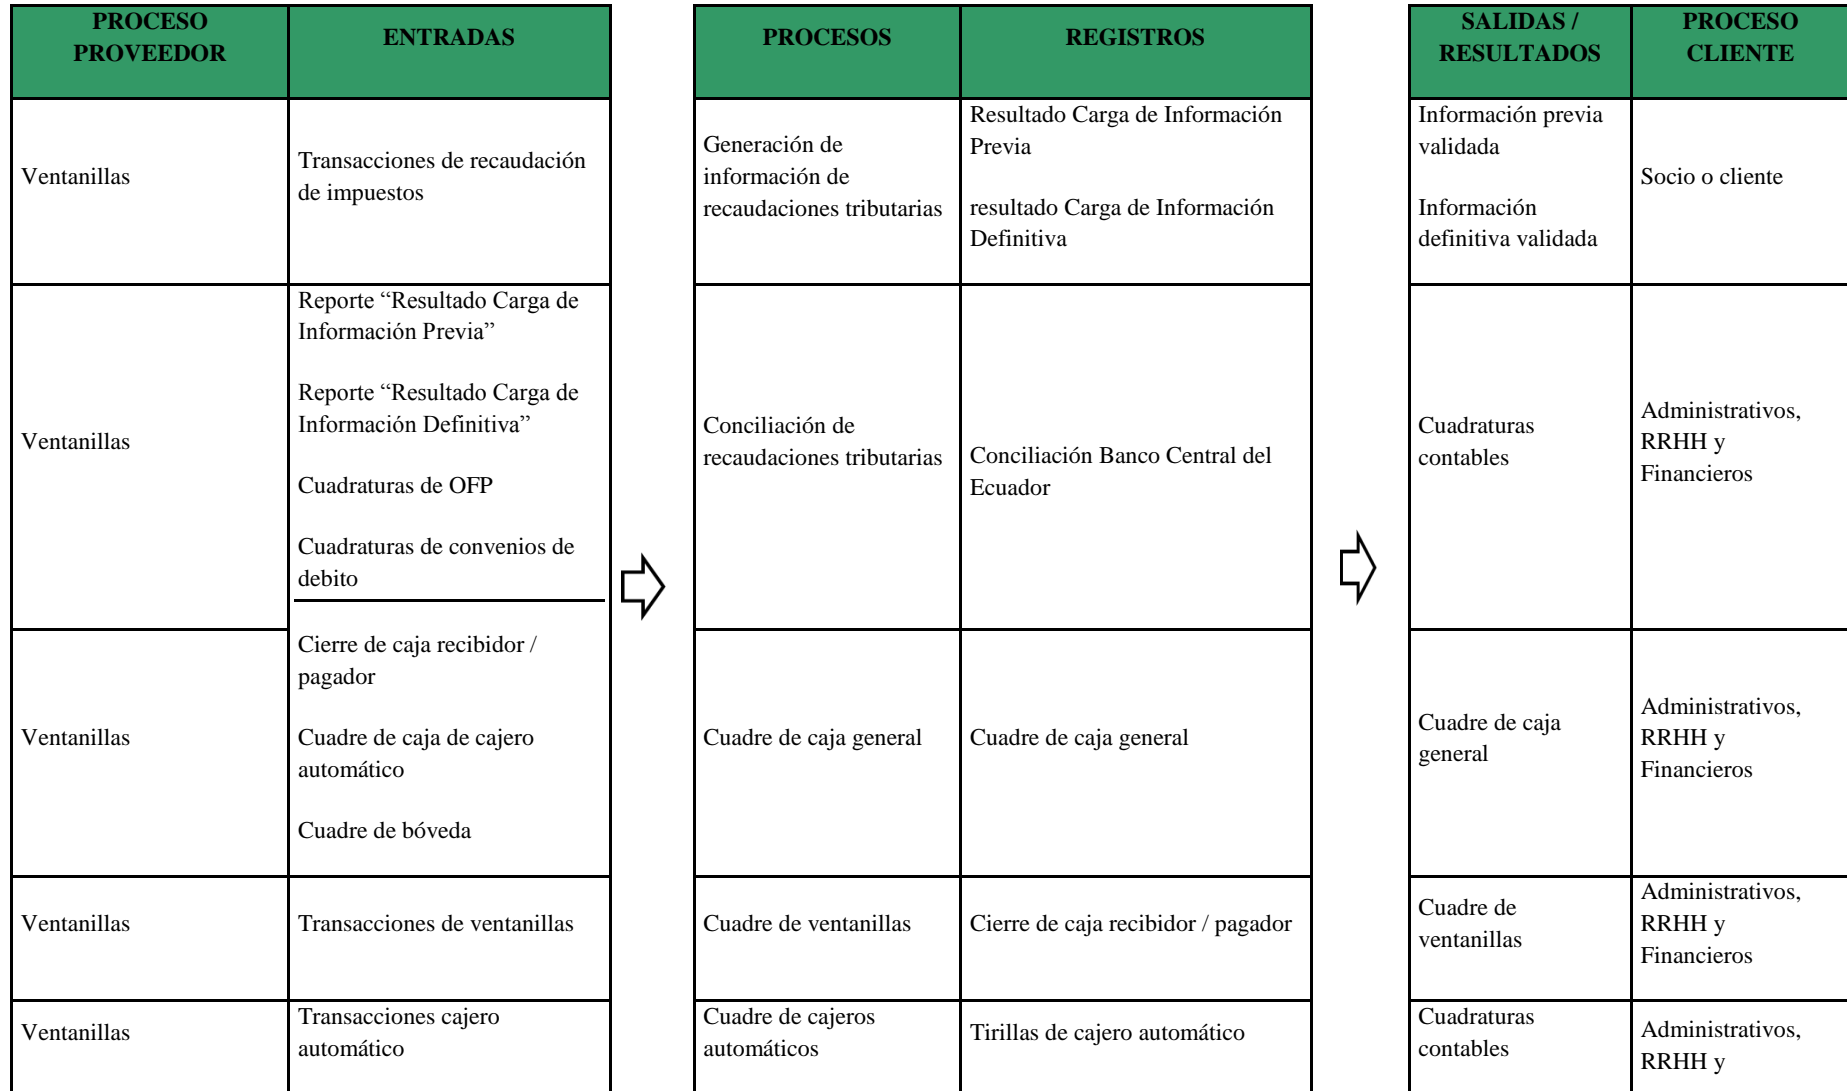 PROCESO
PROVEEDOR
ENTRADAS
PROCESOS
REGISTROS
SALIDAS /
RESULTADOS
PROCESO
CLIENTE
Ventanillas
Transacciones de recaudación
de impuestos
Generación de
información de
recaudaciones tributarias
Resultado Carga de Información
Previa
resultado Carga de Información
Definitiva
Información previa
validada
Información
definitiva validada
Socio o cliente
Ventanillas
Reporte “Resultado Carga de
Información Previa”
Reporte “Resultado Carga de
Información Definitiva”
Cuadraturas de OFP
Cuadraturas de convenios de
debito
Conciliación de
recaudaciones tributarias
Conciliación Banco Central del
Ecuador
Cuadraturas
contables
Administrativos,
RRHH y
Financieros
Ventanillas
Cierre de caja recibidor /
pagador
Cuadre de caja de cajero
automático
Cuadre de bóveda
Cuadre de caja general
Cuadre de caja general
Cuadre de caja
general
Administrativos,
RRHH y
Financieros
Ventanillas
Transacciones de ventanillas
Cuadre de ventanillas
Cierre de caja recibidor / pagador
Cuadre de
ventanillas
Administrativos,
RRHH y
Financieros
Ventanillas
Transacciones cajero
automático
Cuadre de cajeros
automáticos
Tirillas de cajero automático
Cuadraturas
contables
Administrativos,
RRHH y